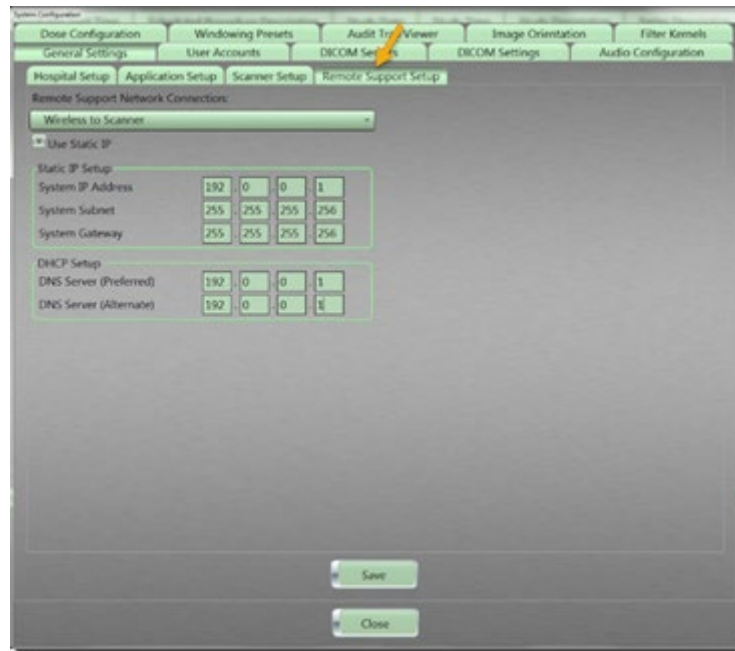 System Configuration
Dose Configuration Windowing Presets Audit Trail Viewer Image Orientation Filter Kernels
General Settings User Accounts DICOM Servers DICOM Settings Audio Configuration
Hospital Setup Application Setup Scanner Setup Remote Support Setup
Remote Support Network Connection:
Wireless to Scanner
Use Static IP
Static IP Setup
System IP Address 192 . 0 . 0 . 1
System Subnet 255 . 255 . 255 . 256
System Gateway 255 . 255 . 255 . 256
DHCP Setup
DNS Server (Preferred) 192 . 0 . 0 . 1
DNS Server (Alternate) 192 . 0 . 0 . 1
Save
Close